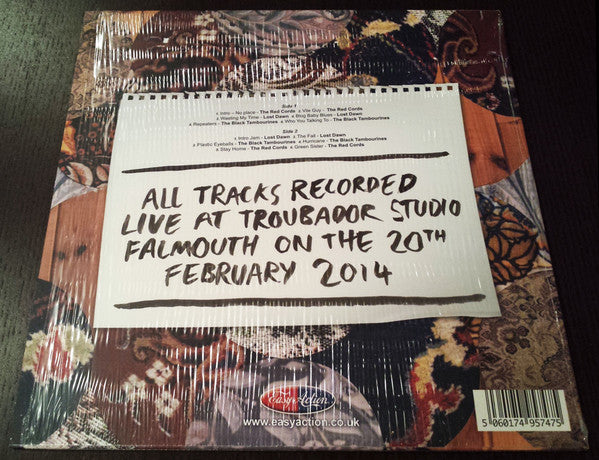 Side 1
1. Intro - No place - The Red Cords 2. Vile Guy - The Red Cords
3. Wasting My Time - Lost Dawn 4. Blog Baby Blues - Lost Dawn
5. Repeaters - The Black Tambourines 6. Who You Talking To - The Black Tambourines
Side 2
1. Intro Jam - Lost Dawn 2. The Fall - Lost Dawn
3. Plastic Eyeballs - The Black Tambourines 4. Hurricane - The Black Tambourines
5. Stay Home - The Red Cords 6. Green Sister - The Red Cords
ALL TRACKS RECORDED
LIVE AT TROUBADOR STUDIO
FALMOUTH ON THE 20TH
FEBRUARY 2014
Easy Action
www.easyaction.co.uk
5 060174 957475